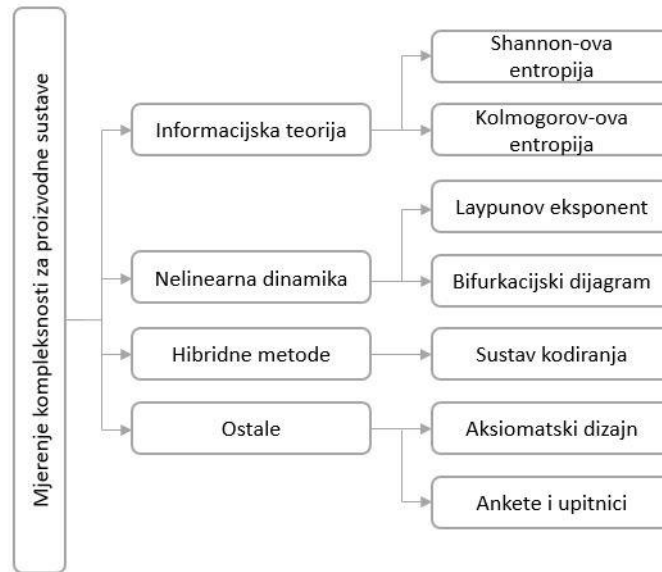 Mjerenje kompleksnosti za proizvodne sustave
Informacijska teorija
Shannon-ova
entropija
Kolmogorov-ova
entropija
Nelinearna dinamika
Laypunov eksponent
Bifurkacijski dijagram
Hibridne metode
Sustav kodiranja
Ostale
Aksiomatski dizajn
Ankete i upitnici